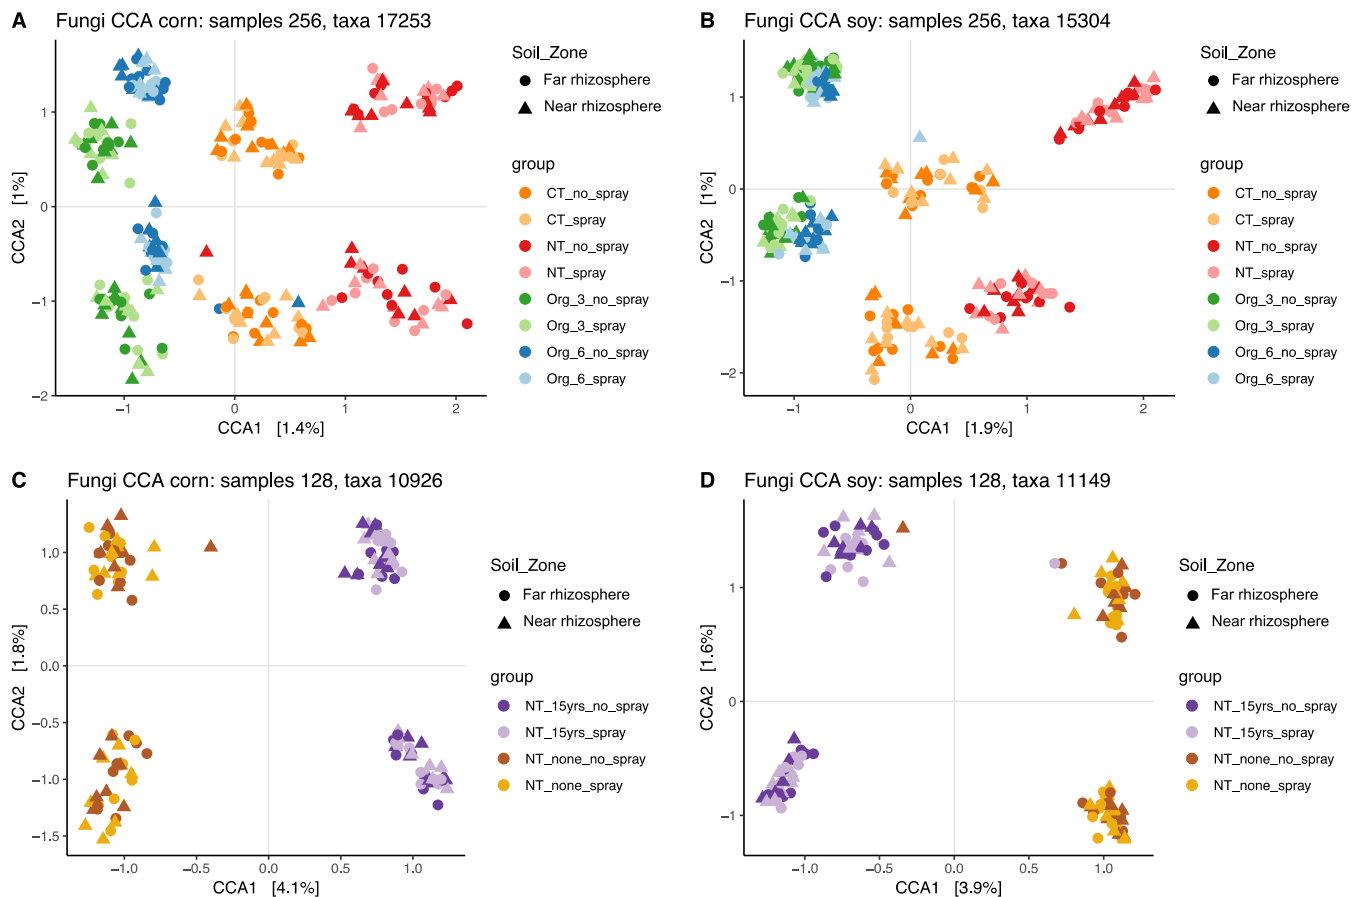 A Fungi CCA corn: samples 256, taxa 17253
1
0
−1
−2
−1
0
1
2
CCA2 [1%]
CCA1 [1.4%]
Soil_Zone
Far rhizosphere
Near rhizosphere
group
CT_no_spray
CT_spray
NT_no_spray
NT_spray
Org_3_no_spray
Org_3_spray
Org_6_no_spray
Org_6_spray
B Fungi CCA soy: samples 256, taxa 15304
1
0
−1
−2
−1
0
1
2
CCA2 [1%]
CCA1 [1.9%]
Soil_Zone
Far rhizosphere
Near rhizosphere
group
CT_no_spray
CT_spray
NT_no_spray
NT_spray
Org_3_no_spray
Org_3_spray
Org_6_no_spray
Org_6_spray
C Fungi CCA corn: samples 128, taxa 10926
1.0
0.5
0.0
−0.5
−1.0
−1.5
−1.0
−0.5
0.0
0.5
1.0
CCA2 [1.8%]
CCA1 [4.1%]
Soil_Zone
Far rhizosphere
Near rhizosphere
group
NT_15yrs_no_spray
NT_15yrs_spray
NT_none_no_spray
NT_none_spray
D Fungi CCA soy: samples 128, taxa 11149
1
0
−1
−1.0
−0.5
0.0
0.5
1.0
CCA2 [1.6%]
CCA1 [3.9%]
Soil_Zone
Far rhizosphere
Near rhizosphere
group
NT_15yrs_no_spray
NT_15yrs_spray
NT_none_no_spray
NT_none_spray